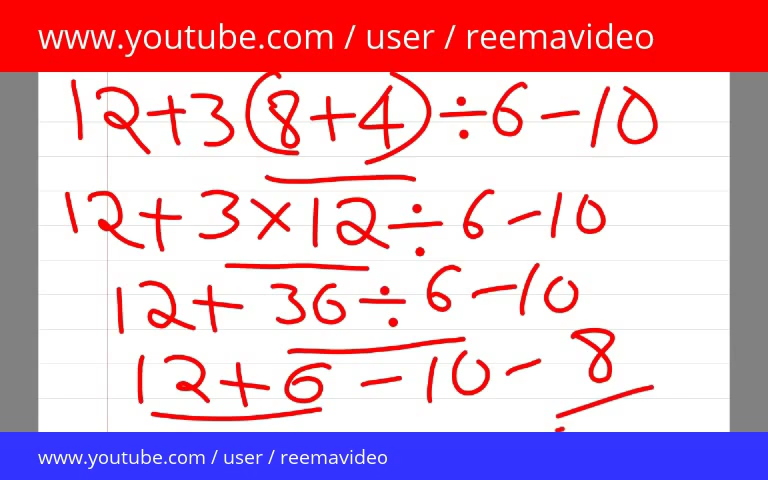 www.youtube.com / user / reemavideo
12+3(8+4)÷6-10
12+3×12÷6-10
12+36÷6-10
12+6-10-8
www.youtube.com / user / reemavideo